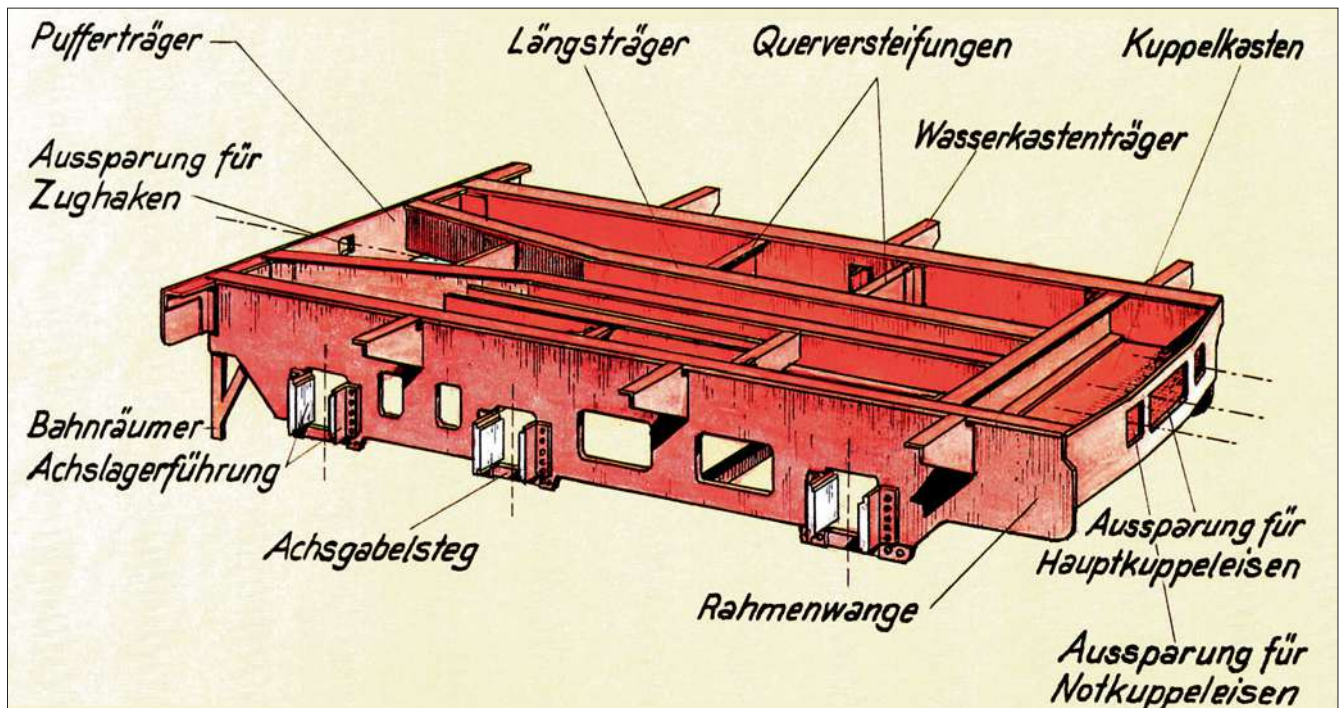 Pufferträger
Längsträger
Querversteifungen
Kuppelkasten
Aussparung für
Zughaken
Wasserkastenträger
Bahnräumer
Achslagerführung
Achsgabelsteg
Rahmenwange
Aussparung für
Hauptkuppeleisen
Aussparung für
Notkuppeleisen